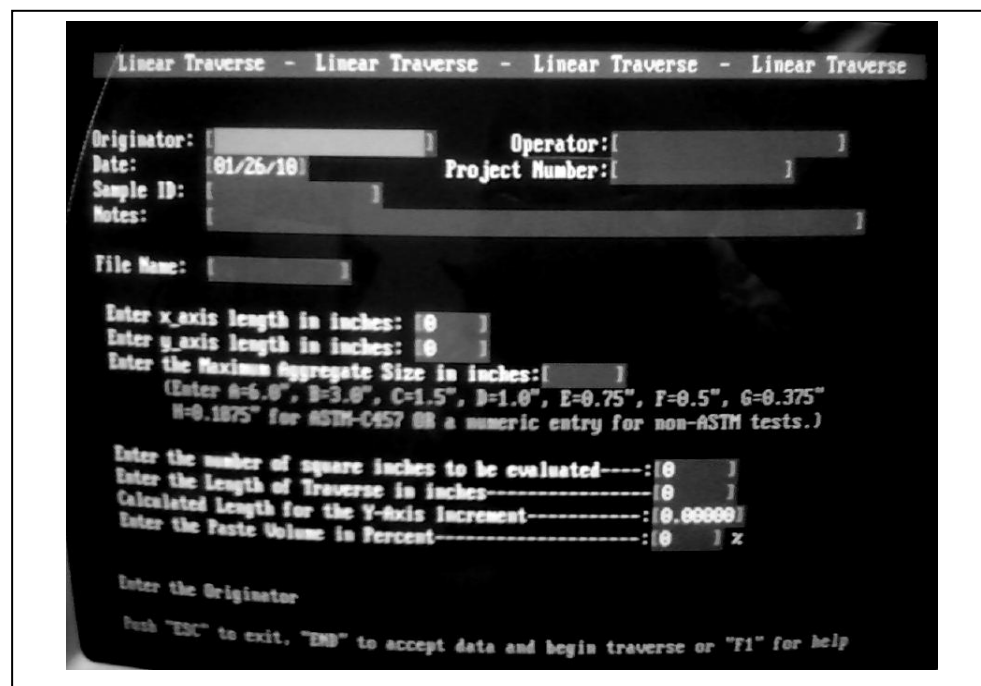 Linear Traverse - Linear Traverse - Linear Traverse - Linear Traverse
Originator: [ ] Operator:[ ]
Date: [01/26/10] Project Number:[ ]
Sample ID: [ ]
Notes: [ ]
File Name: [ ]
Enter x_axis length in inches: [0 ]
Enter y_axis length in inches: [0 ]
Enter the Maximum Aggregate Size in inches:[ ]
(Enter A=6.0", B=3.0", C=1.5", D=1.0", E=0.75", F=0.5", G=0.375"
H=0.1875" for ASTM-C457 OR a numeric entry for non-ASTM tests.)
Enter the number of square inches to be evaluated----:[0 ]
Enter the Length of Traverse in inches-----------------[0 ]
Calculated Length for the Y-Axis Increment------------:[0.00000]
Enter the Paste Volume in Percent---------------------:[0 ] %
Enter the Originator
Push "ESC" to exit, "END" to accept data and begin traverse or "F1" for help